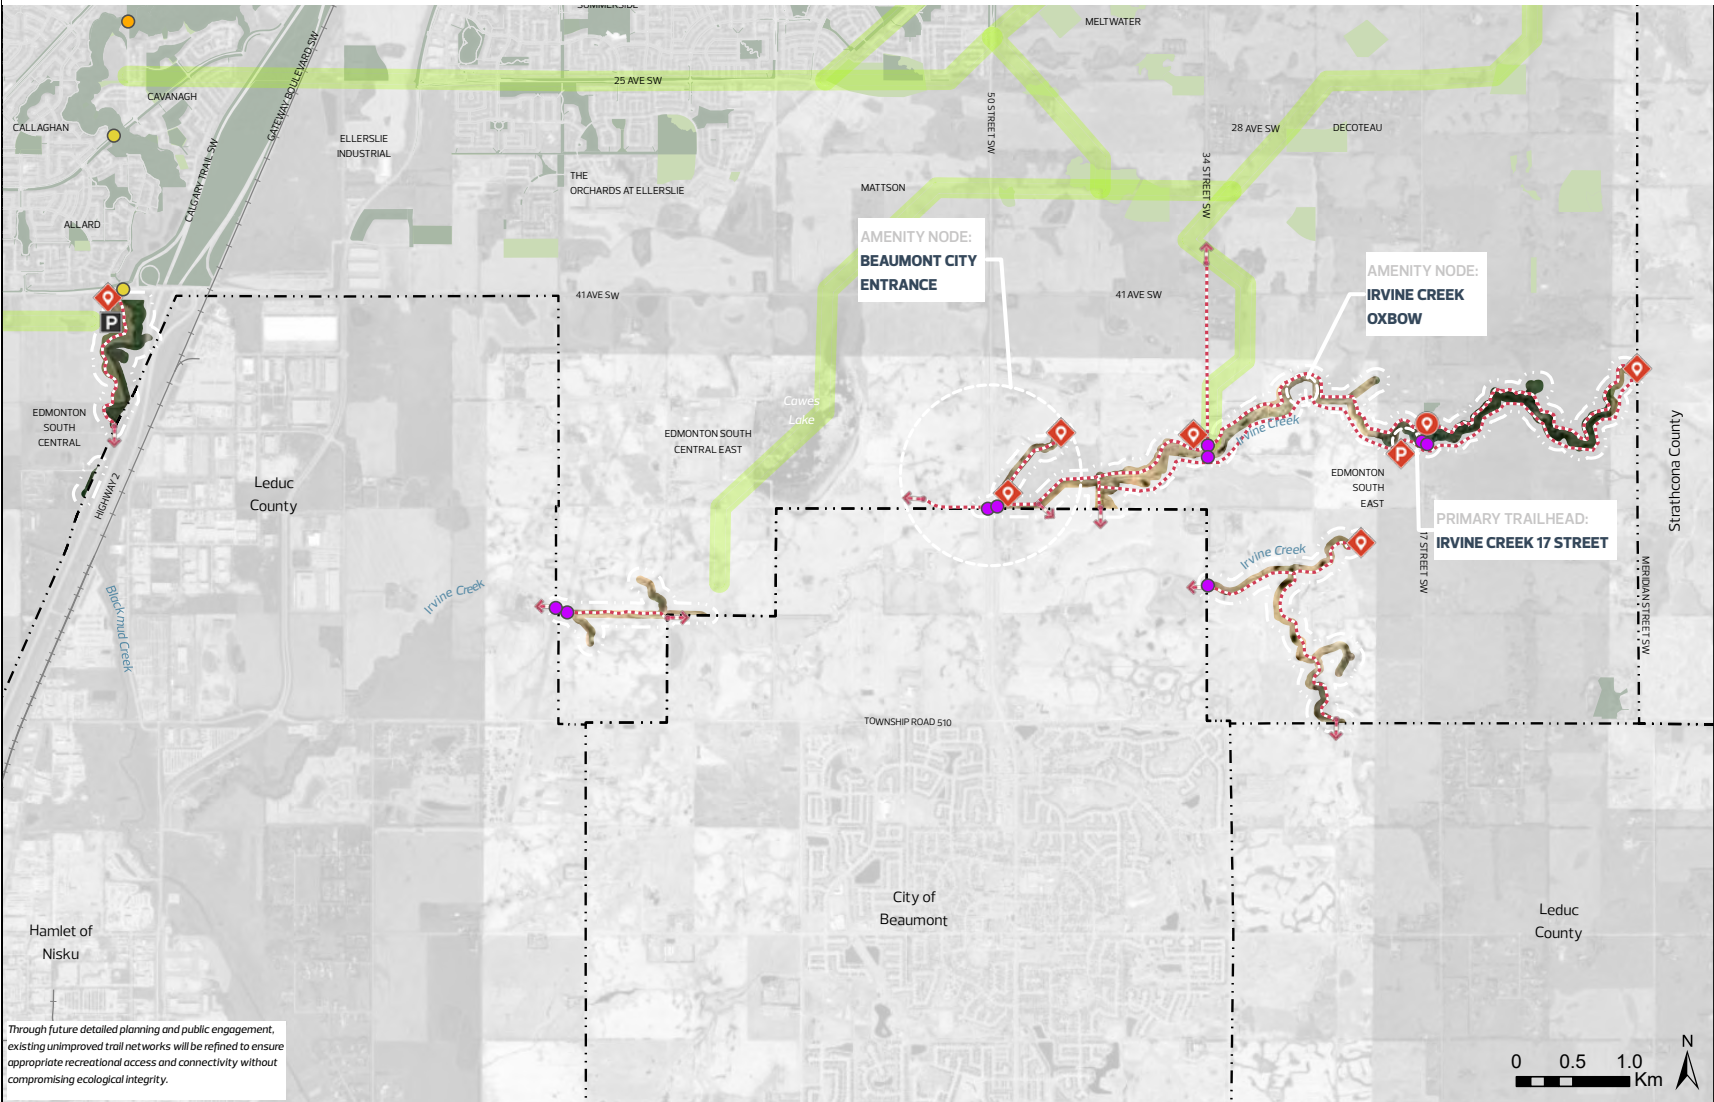 SUMMERSIDE
MELTWATER
GATEWAY BOULEVARD SW
25 AVE SW
CAVANAGH
CALLAGHAN
50 STREET SW
28 AVE SW
DECOTEAU
ELLERSLIE
INDUSTRIAL
CALGARY TRAIL SW
THE
ORCHARDS AT ELLERSLIE
34 STREET SW
MATTSON
ALLARD
AMENITY NODE:
BEAUMONT CITY
ENTRANCE
AMENITY NODE:
IRVINE CREEK
OXBOW
41 AVE SW
41 AVE SW
P
Cawes
Lake
EDMONTON
SOUTH
CENTRAL
EDMONTON SOUTH
CENTRAL EAST
Irvine Creek
P
Strathcona County
EDMONTON
SOUTH
EAST
HIGHWAY 2
Leduc
County
PRIMARY TRAILHEAD:
IRVINE CREEK 17 STREET
17 STREET SW
Irvine Creek
MERIDIAN STREET SW
Irvine Creek
Blackmud Creek
TOWNSHIP ROAD 510
City of
Beaumont
Leduc
County
Hamlet of
Nisku
Through future detailed planning and public engagement,
existing unimproved trail networks will be refined to ensure
appropriate recreational access and connectivity without
compromising ecological integrity.
N
0 0.5 1.0
Km